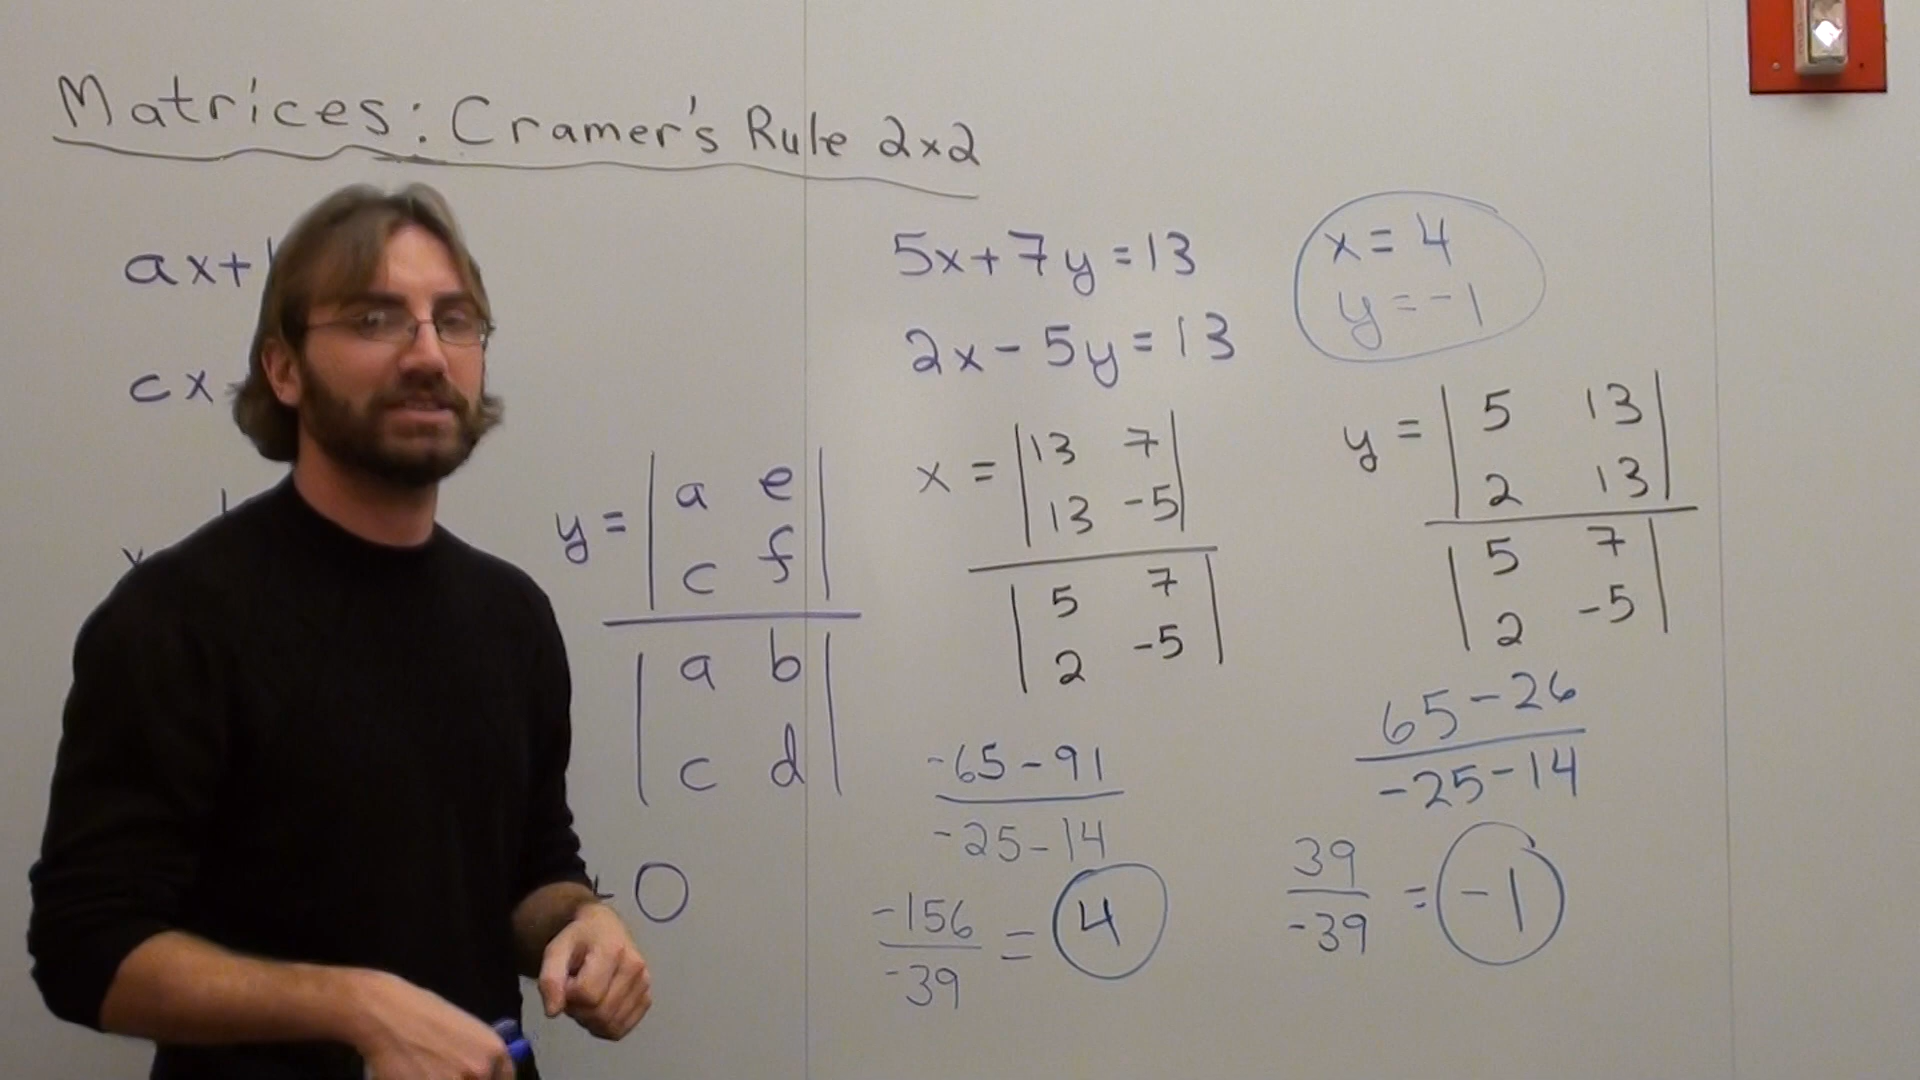 Matrices: Cramer's Rule 2x2
ax+
cx
y = | a e |
| c f |
| a b |
| c d |
0
5x+7y=13
2x-5y=13
x = | 13 7 |
| 13 -5 |
| 5 7 |
| 2 -5 |
-65-91
-25-14
-156
-39
= 4
x = 4
y = -1
y = | 5 13 |
| 2 13 |
| 5 7 |
| 2 -5 |
65-26
-25-14
39
-39
= -1